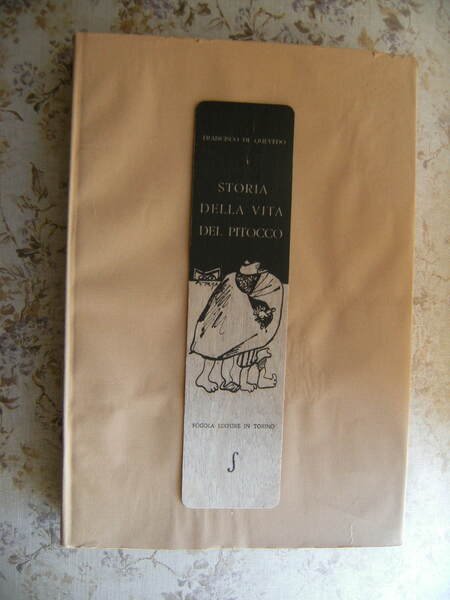 FRANCISCO DE QUEVEDO
STORIA
DELLA VITA
DEL PITOCCO
FOGOLA EDITORE IN TORINO